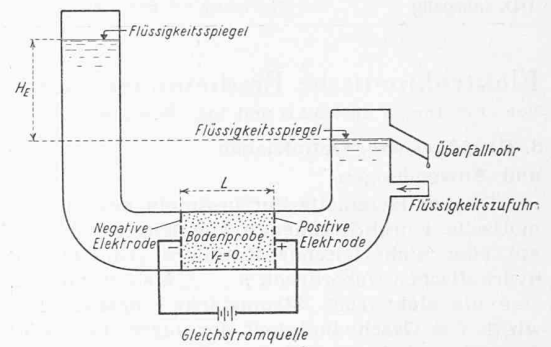 Flüssigkeitsspiegel
H_E
Flüssigkeitsspiegel
Überfallrohr
Flüssigkeitszufuhr
L
Negative
Elektrode
Bodenprobe
v_F = 0
Positive
Elektrode
+
Gleichstromquelle